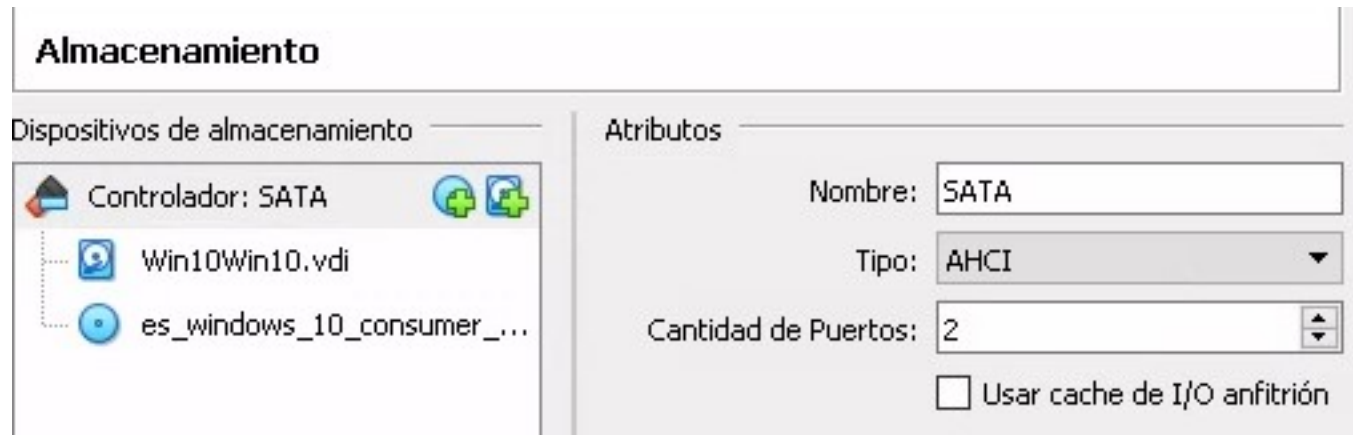 Almacenamiento
Dispositivos de almacenamiento
Controlador: SATA
Win10Win10.vdi
es_windows_10_consumer_...
Atributos
Nombre: SATA
Tipo: AHCI
Cantidad de Puertos: 2
Usar cache de I/O anfitrión